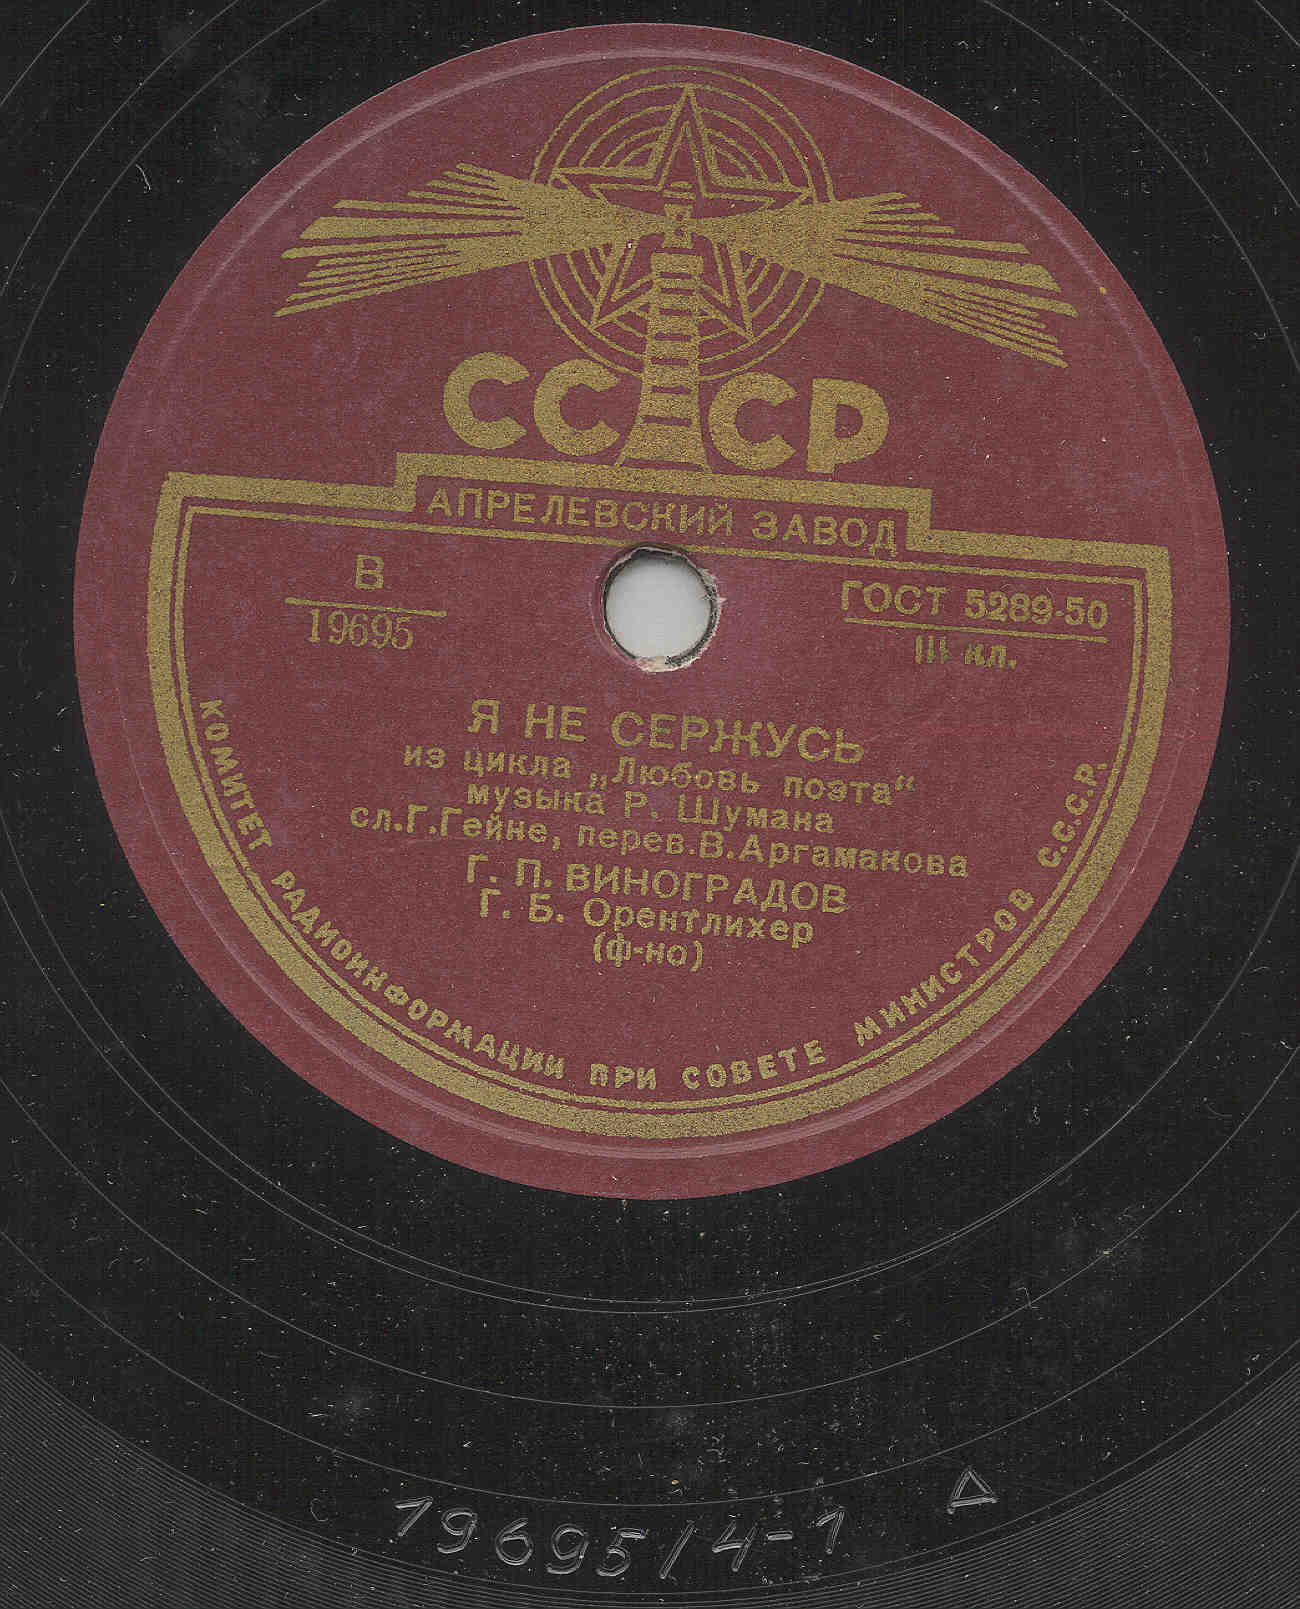 СССР
АПРЕЛЕВСКИЙ ЗАВОД
В
19695
ГОСТ 5289-50
III кл.
Я НЕ СЕРЖУСЬ
из цикла „Любовь поэта“
музыка Р. Шумана
сл.Г.Гейне, перев.В.Аргамакова
Г. П. ВИНОГРАДОВ
Г. Б. Орентлихер
(ф-но)
КОМИТЕТ РАДИОИНФОРМАЦИИ ПРИ СОВЕТЕ МИНИСТРОВ С.С.С.Р.
19695/4-1 Δ